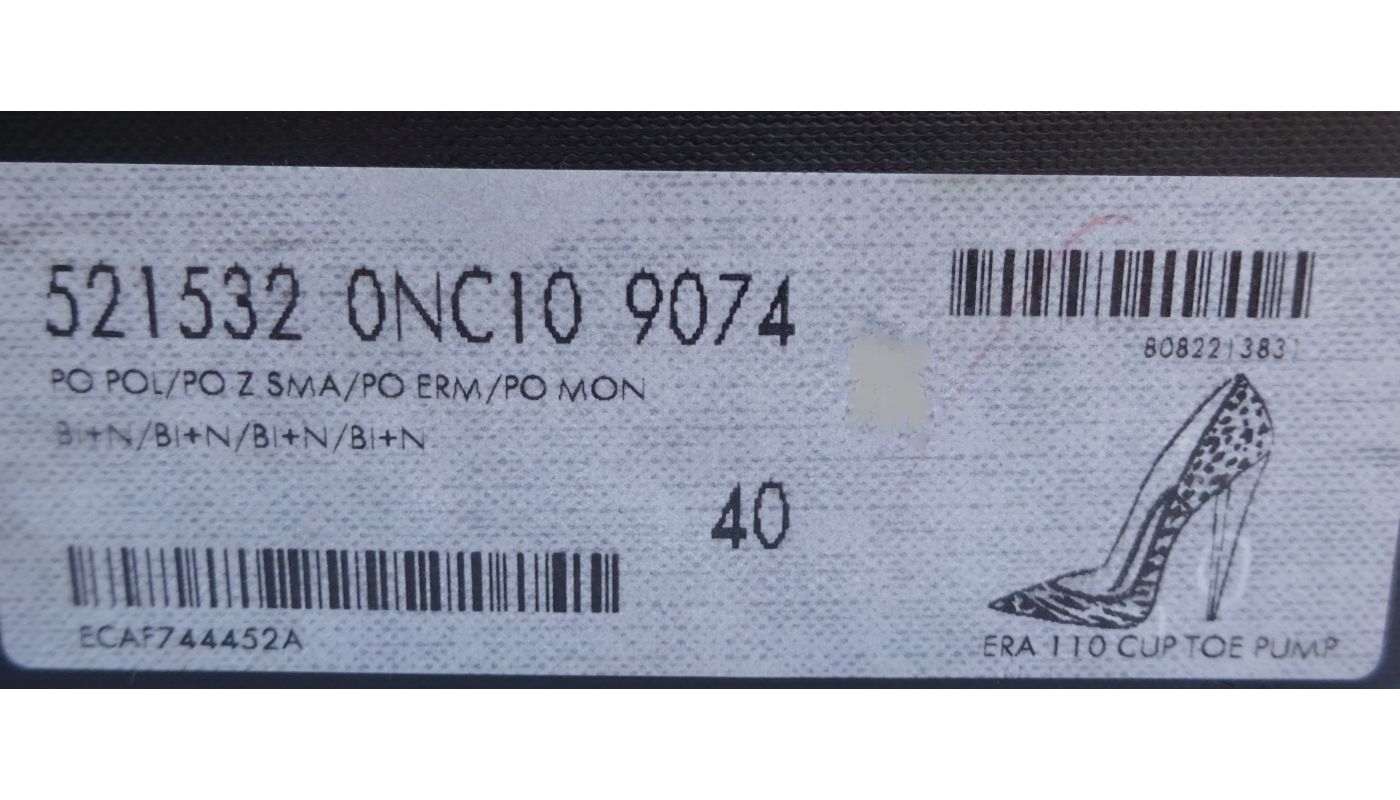 521532 0NC10 9074
PO POL/PO Z SMA/PO ERM/PO MON
BI+N/BI+N/BI+N/BI+N
40
ECAF744452A
8082213831
ERA 110 CUP TOE PUMP